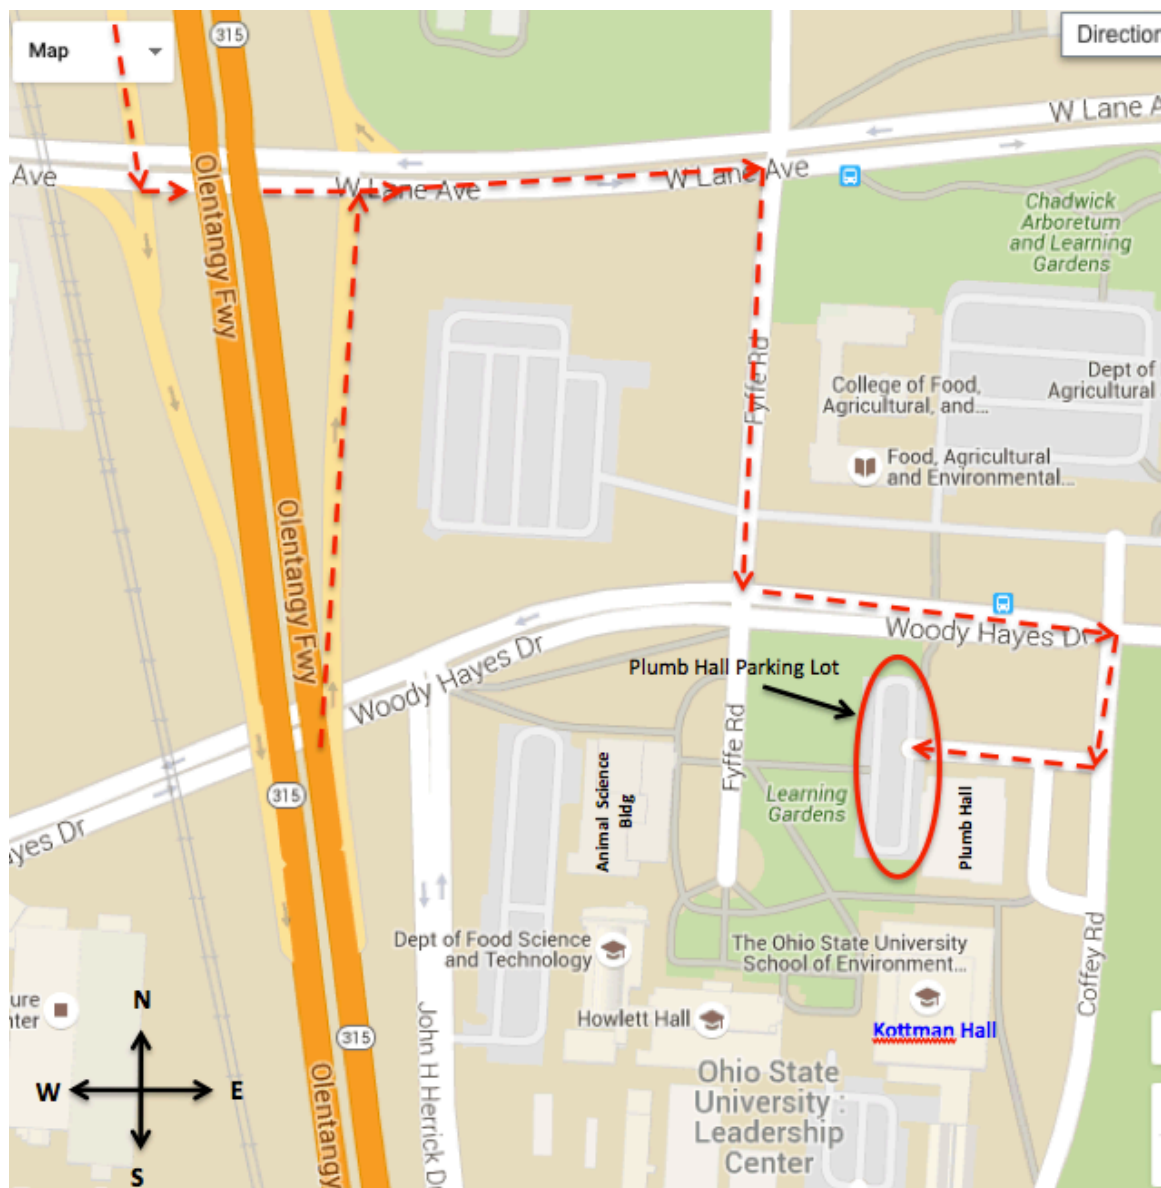 Map
315
Direction
W Lane A
Ave
W Lane Ave
W Lane Ave
Olentangy Fwy
Chadwick
Arboretum
and Learning
Gardens
Fyffe Rd
Dept of
Agricultural
College of Food,
Agricultural, and...
Food, Agricultural
and Environmental...
Olentangy Fwy
Woody Hayes Dr
Woody Hayes Dr
Plumb Hall Parking Lot
Fyffe Rd
315
Animal Science
Bldg
Learning
Gardens
Plumb Hall
ayes Dr
Dept of Food Science
and Technology
The Ohio State University
School of Environment...
Coffey Rd
ure
nter
N
W
E
S
315
Howlett Hall
Kottman Hall
John H Herrick D
Olentangy
Ohio State
University :
Leadership
Center